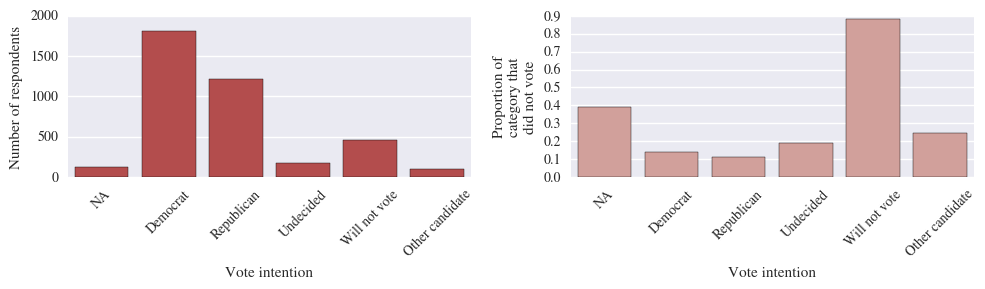 Number of respondents
2000
1500
1000
500
0
NA
Democrat
Republican
Undecided
Will not vote
Other candidate
Vote intention
Proportion of
category that
did not vote
0.9
0.8
0.7
0.6
0.5
0.4
0.3
0.2
0.1
0.0
NA
Democrat
Republican
Undecided
Will not vote
Other candidate
Vote intention